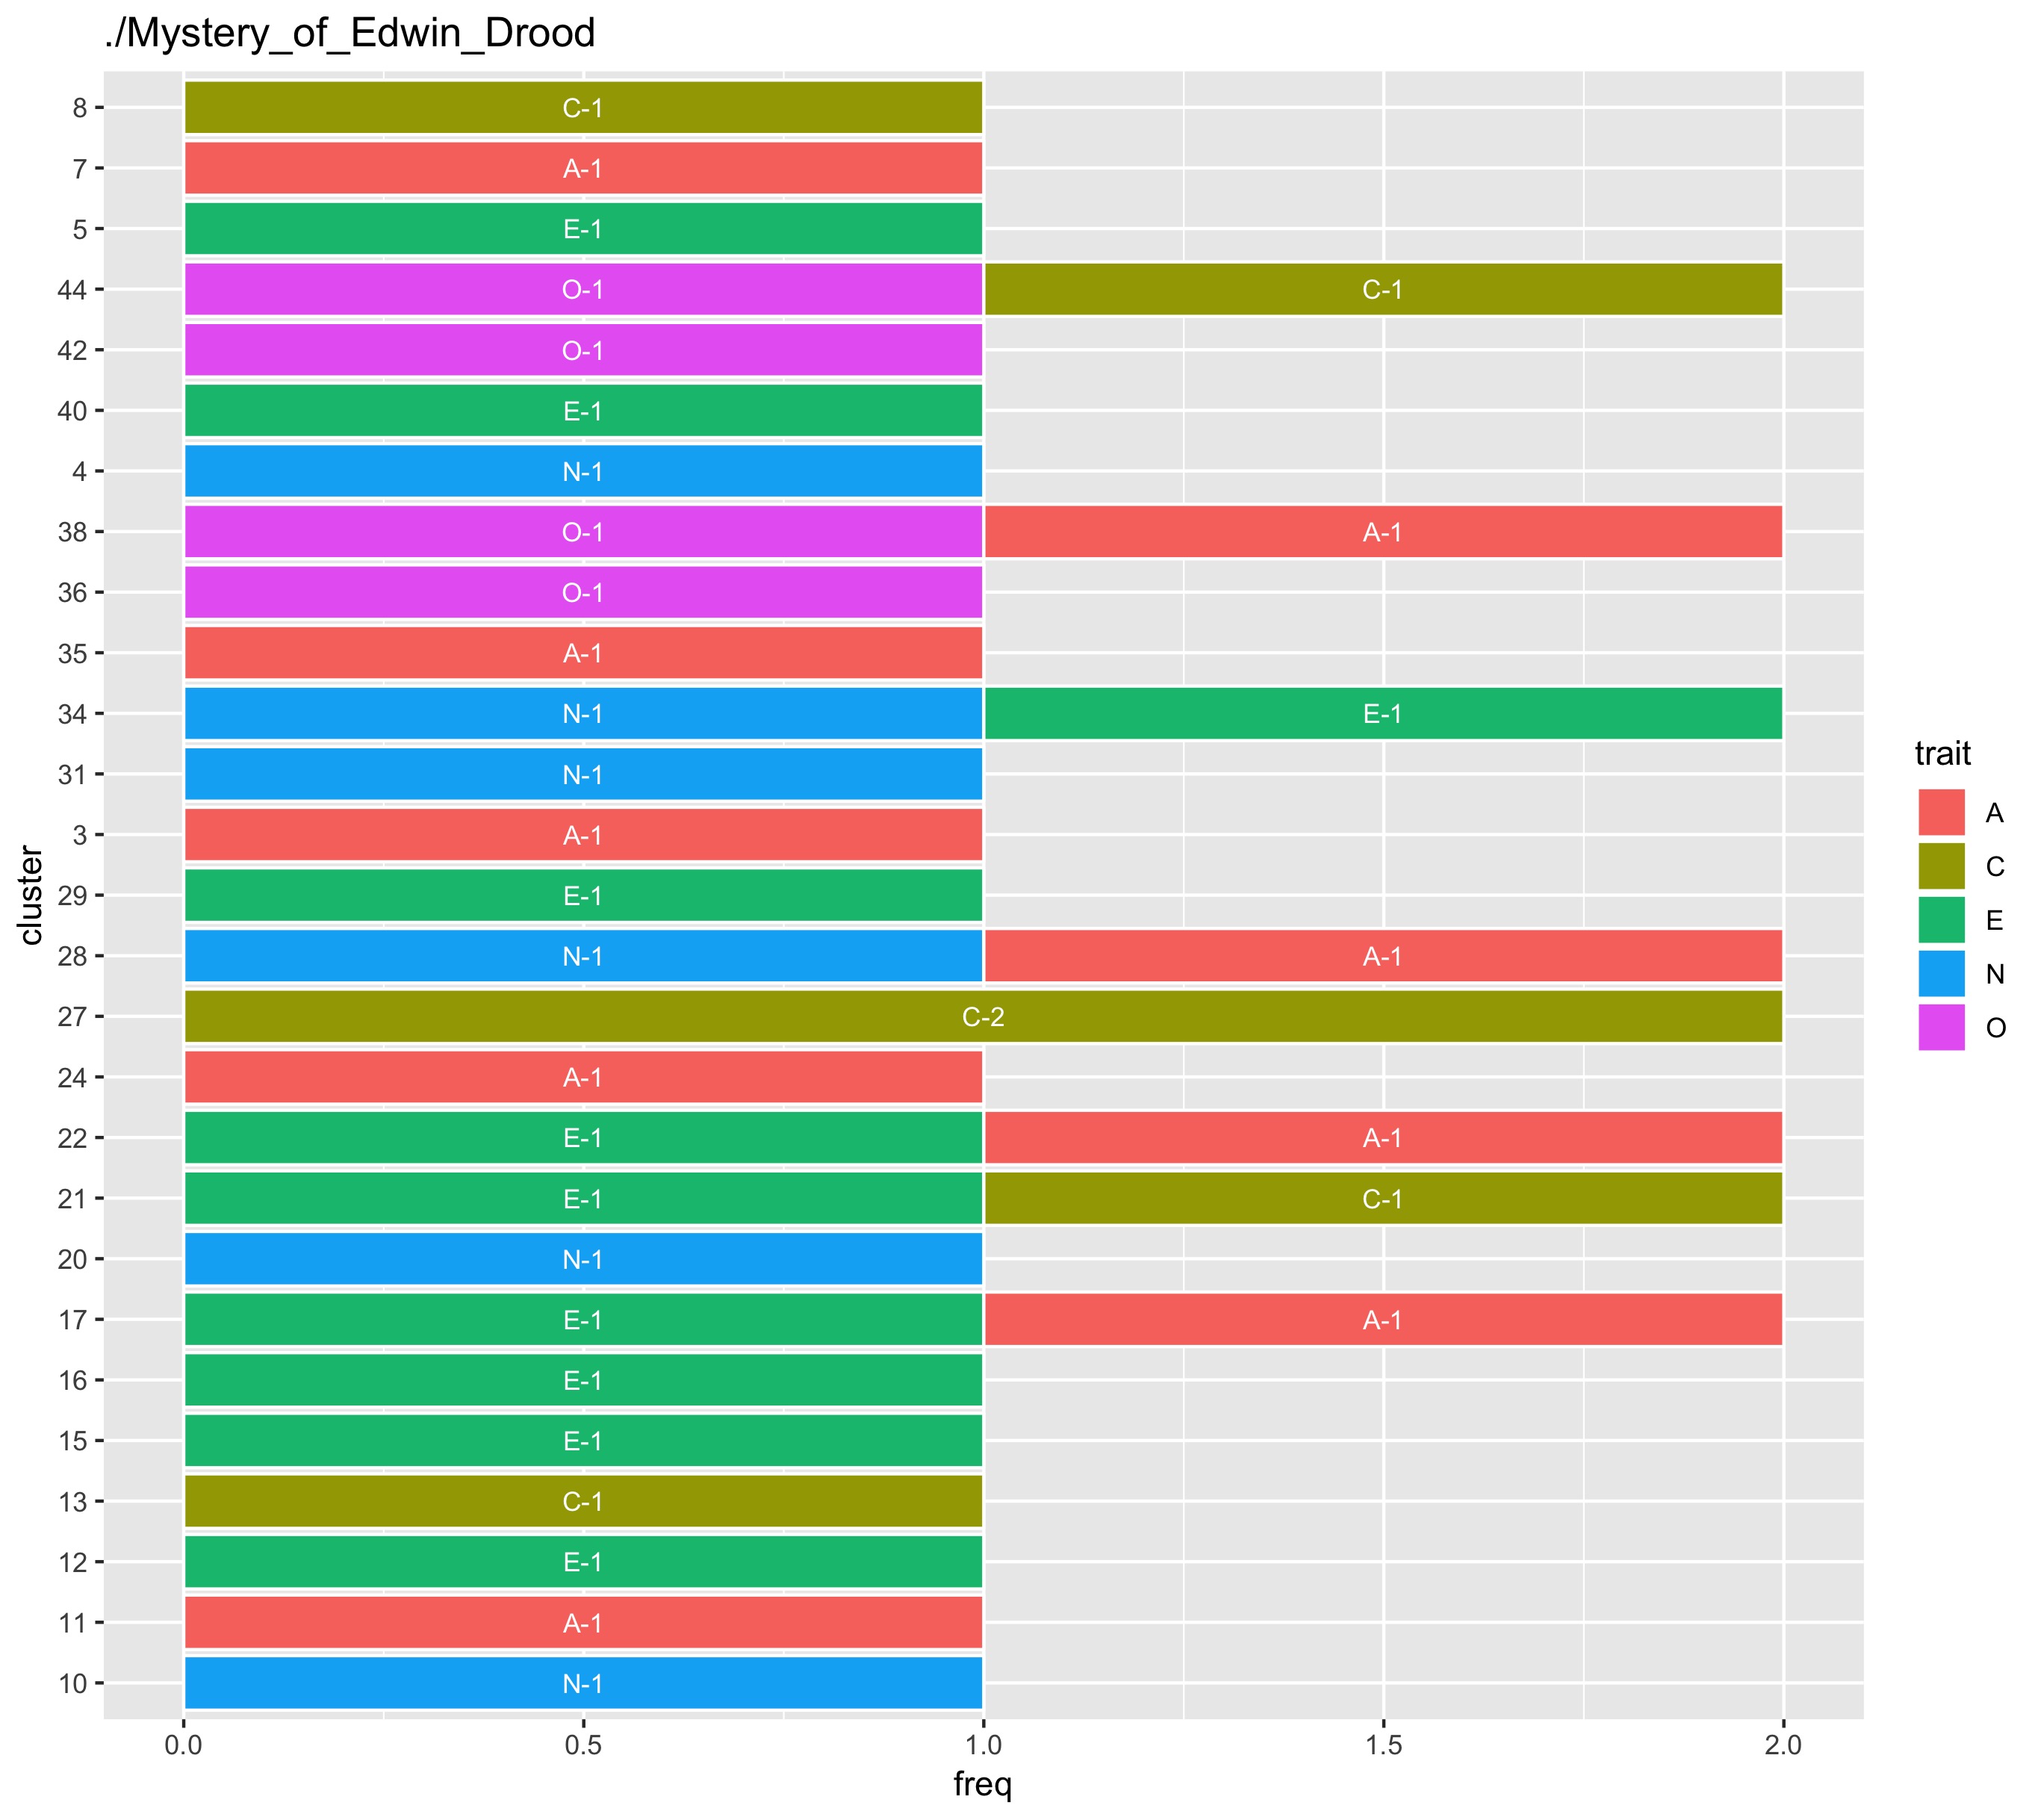 ./Mystery_of_Edwin_Drood
8 C-1
7 A-1
5 E-1
44 O-1 C-1
42 O-1
40 E-1
4 N-1
38 O-1 A-1
36 O-1
35 A-1
34 N-1 E-1
31 N-1
3 A-1
29 E-1
28 N-1 A-1
27 C-2
24 A-1
22 E-1 A-1
21 E-1 C-1
20 N-1
17 E-1 A-1
16 E-1
15 E-1
13 C-1
12 E-1
11 A-1
10 N-1
0.0 0.5 1.0 1.5 2.0
freq
cluster
trait
A
C
E
N
O